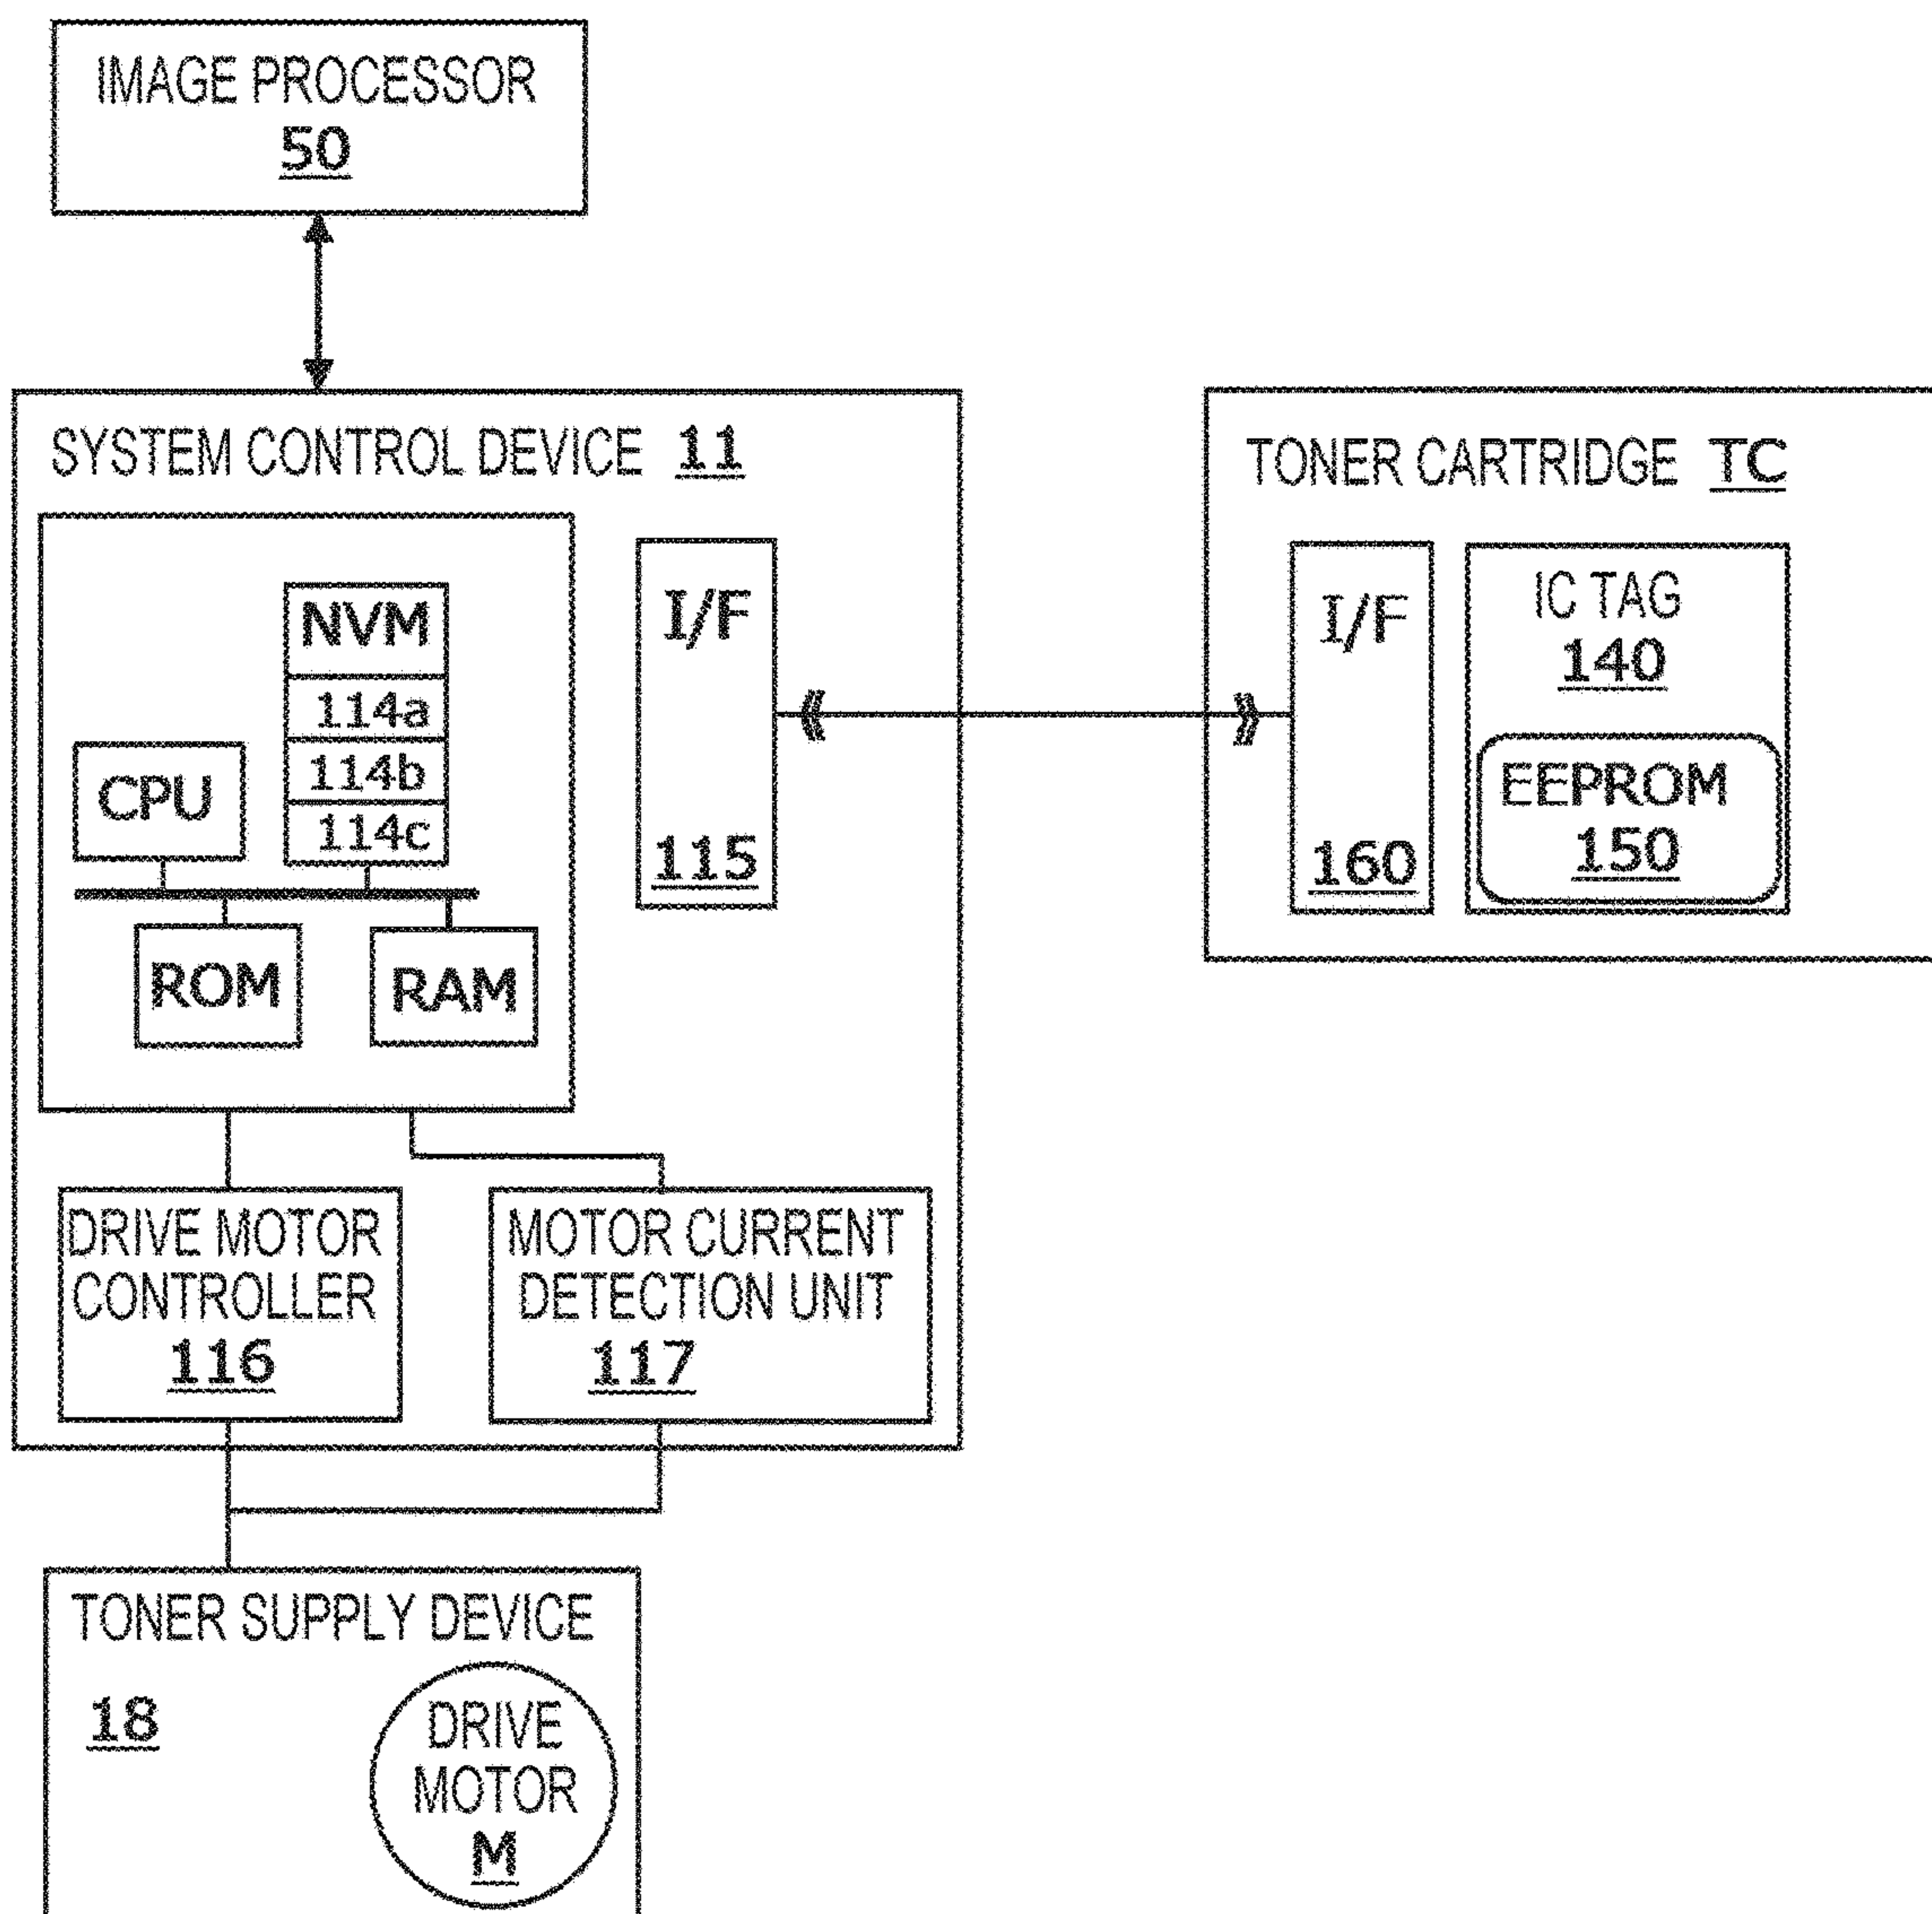 IMAGE PROCESSOR
50
SYSTEM CONTROL DEVICE 11
NVM
114a
114b
114c
CPU
ROM
RAM
I/F
115
DRIVE MOTOR
CONTROLLER
116
MOTOR CURRENT
DETECTION UNIT
117
TONER CARTRIDGE TC
I/F
160
IC TAG
140
EEPROM
150
TONER SUPPLY DEVICE
18
DRIVE
MOTOR
M